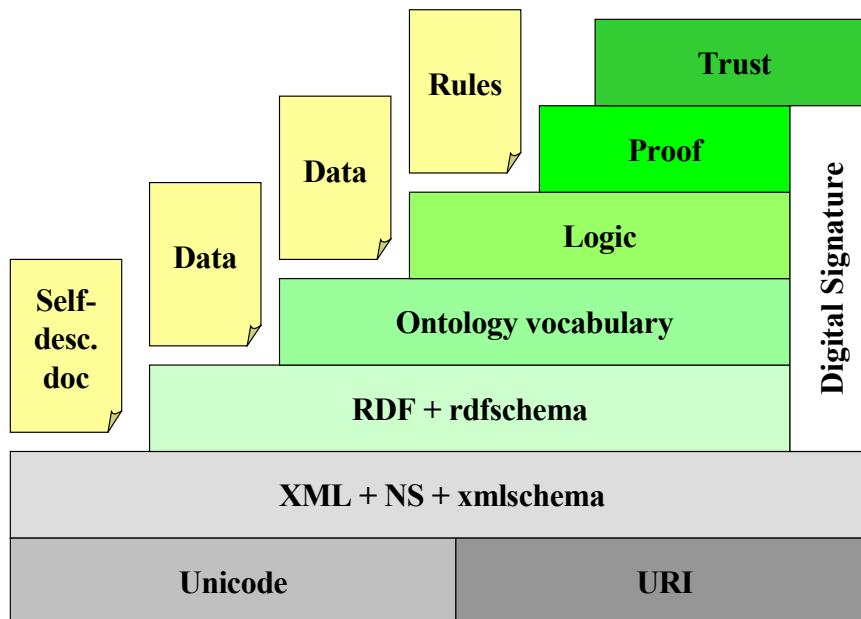 Trust
Rules
Proof
Data
Logic
Data
Digital Signature
Ontology vocabulary
Self-
desc.
doc
RDF + rdfschema
XML + NS + xmlschema
Unicode
URI